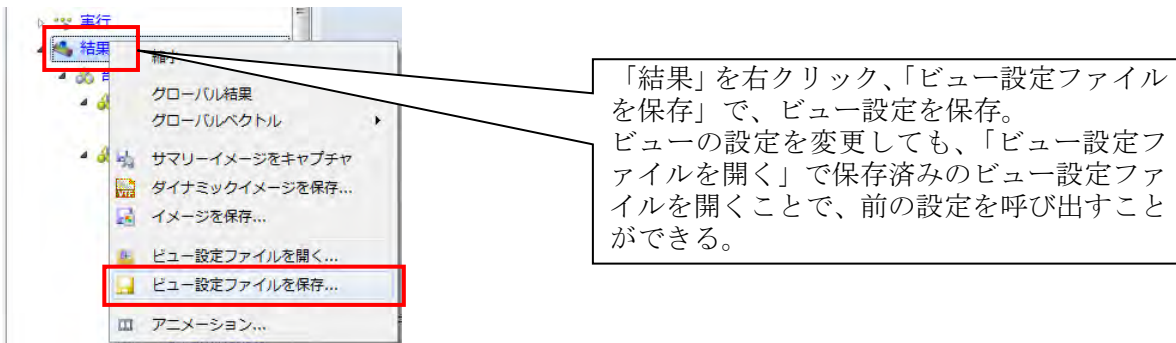 実行
結果
縮小
グローバル結果
グローバルベクトル
サマリーイメージをキャプチャ
ダイナミックイメージを保存...
イメージを保存...
ビュー設定ファイルを開く...
ビュー設定ファイルを保存...
アニメーション...
「結果」を右クリック、「ビュー設定ファイル
を保存」で、ビュー設定を保存。
ビューの設定を変更しても、「ビュー設定フ
ァイルを開く」で保存済みのビュー設定ファ
イルを開くことで、前の設定を呼び出すこと
ができる。